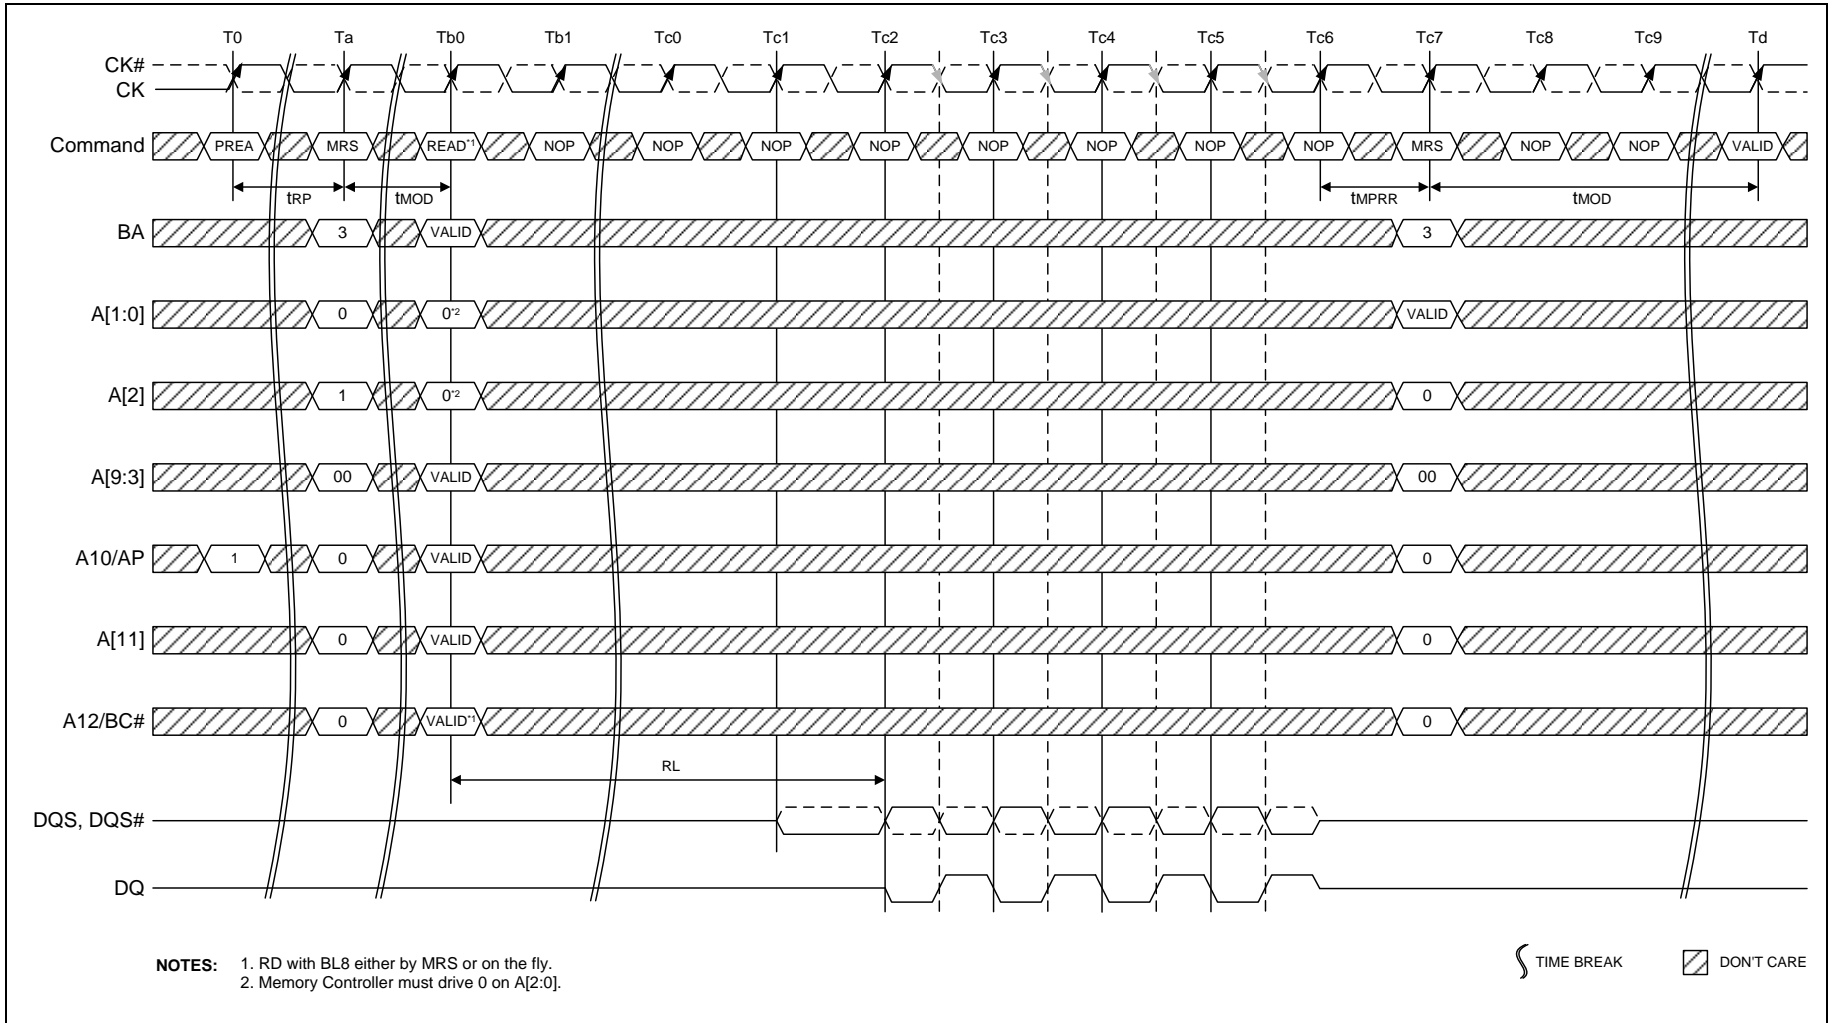 T0 Ta Tb0 Tb1 Tc0 Tc1 Tc2 Tc3 Tc4 Tc5 Tc6 Tc7 Tc8 Tc9 Td
CK#
CK
Command PREA MRS READ*1 NOP NOP NOP NOP NOP NOP NOP NOP MRS NOP NOP VALID
tRP tMOD tMPRR tMOD
BA 3 VALID 3
A[1:0] 0 0*2 VALID
A[2] 1 0*2 0
A[9:3] 00 VALID 00
A10/AP 1 0 VALID 0
A[11] 0 VALID 0
A12/BC# 0 VALID*1 0
RL
DQS, DQS#
DQ
NOTES: 1. RD with BL8 either by MRS or on the fly.
2. Memory Controller must drive 0 on A[2:0].
TIME BREAK DON'T CARE